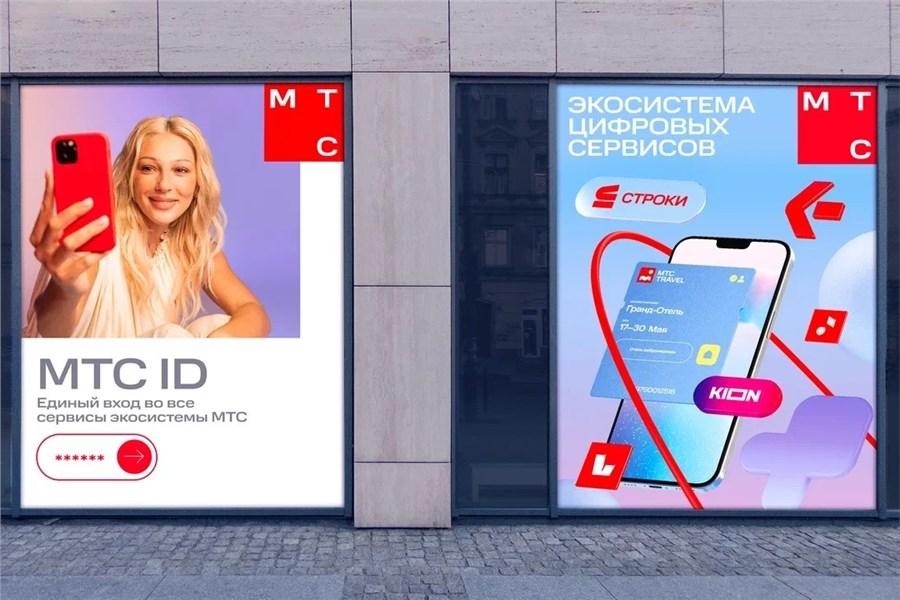 М Т
С
МТС ID
Единый вход во все
сервисы экосистемы МТС
******
ЭКОСИСТЕМА
ЦИФРОВЫХ
СЕРВИСОВ
М Т
С
СТРОКИ
МТС
TRAVEL
Гранд-Отель
17–30 Мая
KION